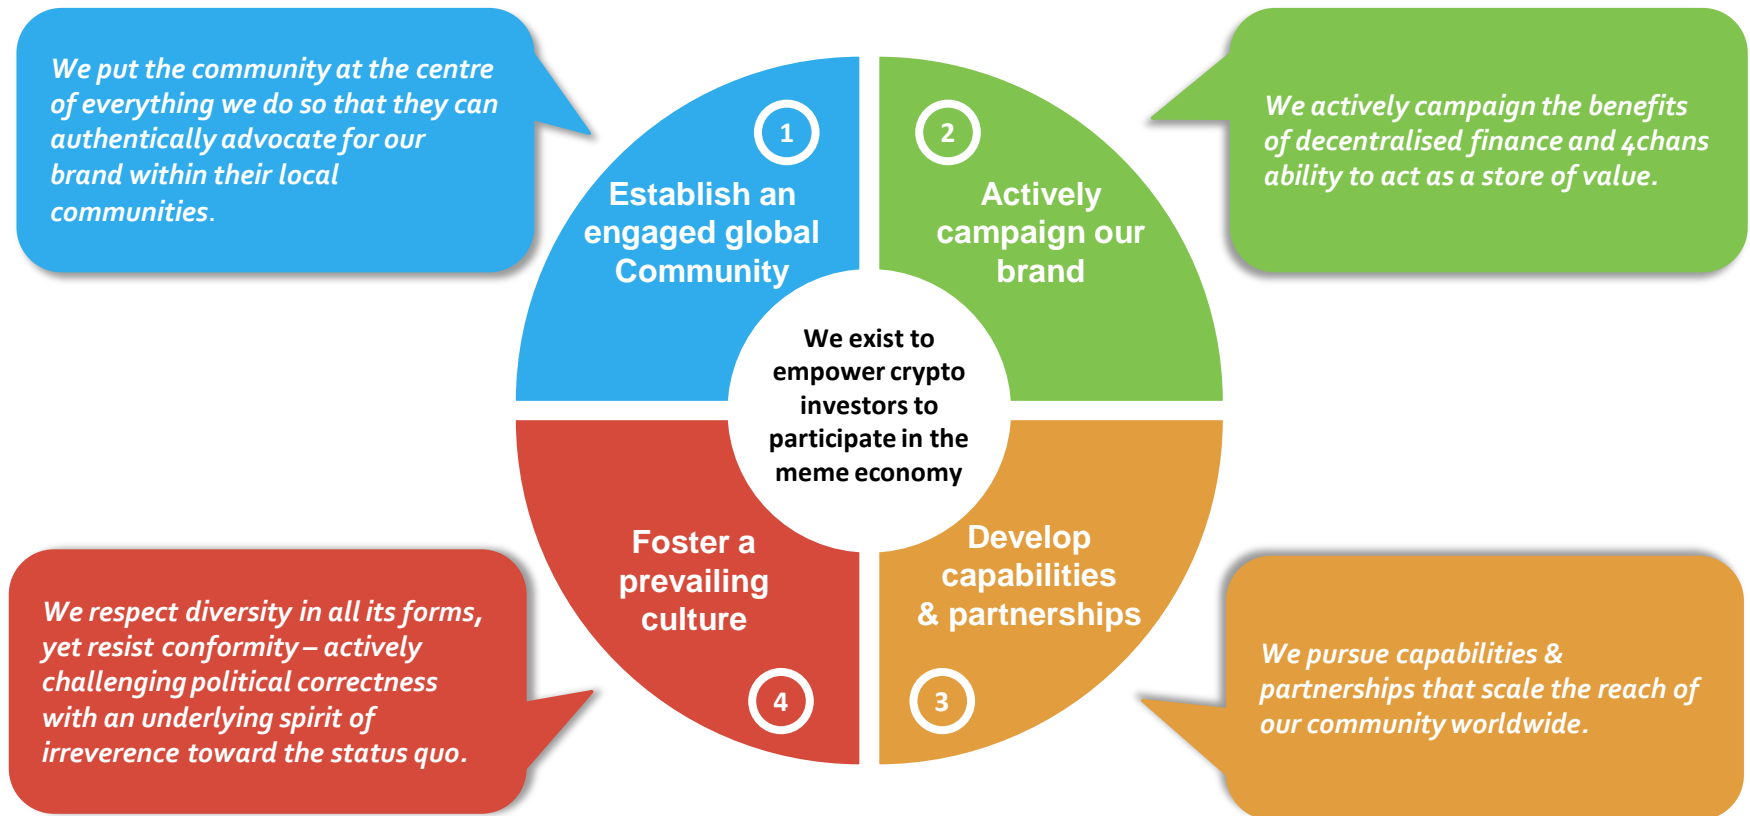 We put the community at the centre
of everything we do so that they can
authentically advocate for our
brand within their local
communities.
1
Establish an
engaged global
Community
2
Actively
campaign our
brand
We actively campaign the benefits
of decentralised finance and 4chans
ability to act as a store of value.
We exist to
empower crypto
investors to
participate in the
meme economy
Foster a
prevailing
culture
4
We respect diversity in all its forms,
yet resist conformity – actively
challenging political correctness
with an underlying spirit of
irreverence toward the status quo.
Develop
capabilities
& partnerships
3
We pursue capabilities &
partnerships that scale the reach of
our community worldwide.